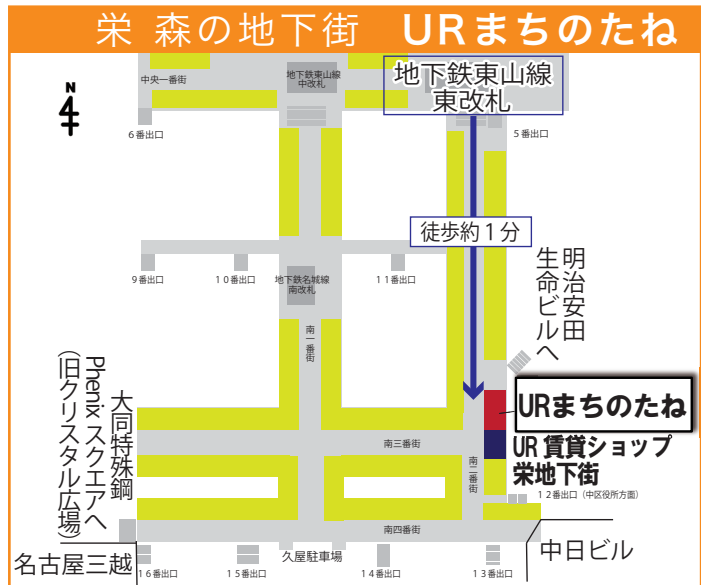 栄 森の地下街 URまちのたね
中央一番街
地下鉄東山線
中改札
地下鉄東山線
東改札
N
6番出口
5番出口
徒歩約1分
9番出口
10番出口
地下鉄名城線
南改札
11番出口
明治安田
生命ビルへ
南一番街
Phenixスクエアへ
(旧クリスタル広場)
大同特殊鋼
URまちのたね
UR賃貸ショップ
栄地下街
南三番街
南二番街
12番出口(中区役所方面)
南四番街
名古屋三越
久屋駐車場
中日ビル
16番出口
15番出口
14番出口
13番出口